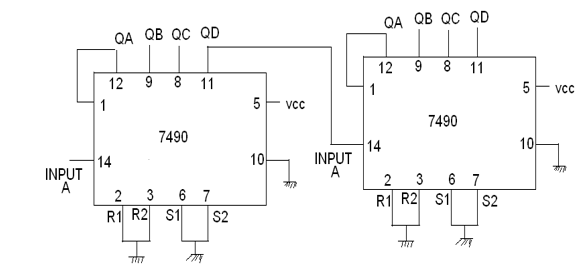 QA QB QC QD
12 9 8 11
1
5 vcc
7490
14
10
INPUT
A
2 3 6 7
R1 R2 S1 S2
QA QB QC QD
12 9 8 11
1
5 vcc
7490
14
10
INPUT
A
2 3 6 7
R1 R2 S1 S2